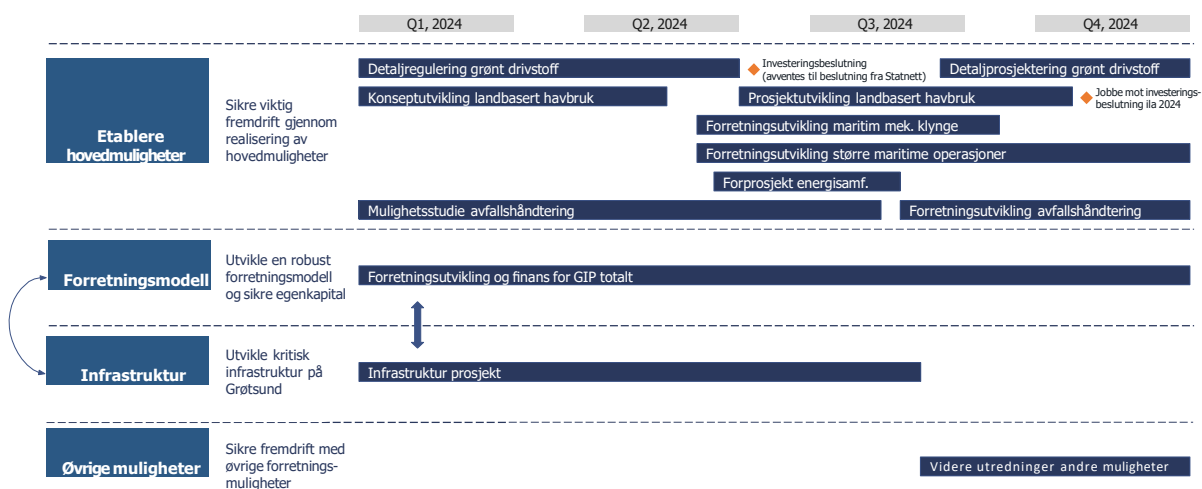 Q1, 2024
Q2, 2024
Q3, 2024
Q4, 2024
Etablere
hovedmuligheter
Sikre viktig
fremdrift gjennom
realisering av
hovedmuligheter
Detaljregulering grønt drivstoff
Investeringsbeslutning
(avventes til beslutning fra Statnett)
Detaljprosjektering grønt drivstoff
Konseptutvikling landbasert havbruk
Prosjektutvikling landbasert havbruk
Jobbe mot investerings-
beslutning ila 2024
Forretningsutvikling maritim mek. klynge
Forretningsutvikling større maritime operasjoner
Forprosjekt energisamf.
Mulighetsstudie avfallshåndtering
Forretningsutvikling avfallshåndtering
Forretningsmodell
Utvikle en robust
forretningsmodell
og sikre egenkapital
Forretningsutvikling og finans for GIP totalt
Infrastruktur
Utvikle kritisk
infrastruktur på
Grøtsund
Infrastruktur prosjekt
Øvrige muligheter
Sikre fremdrift med
øvrige forretnings-
muligheter
Videre utredninger andre muligheter